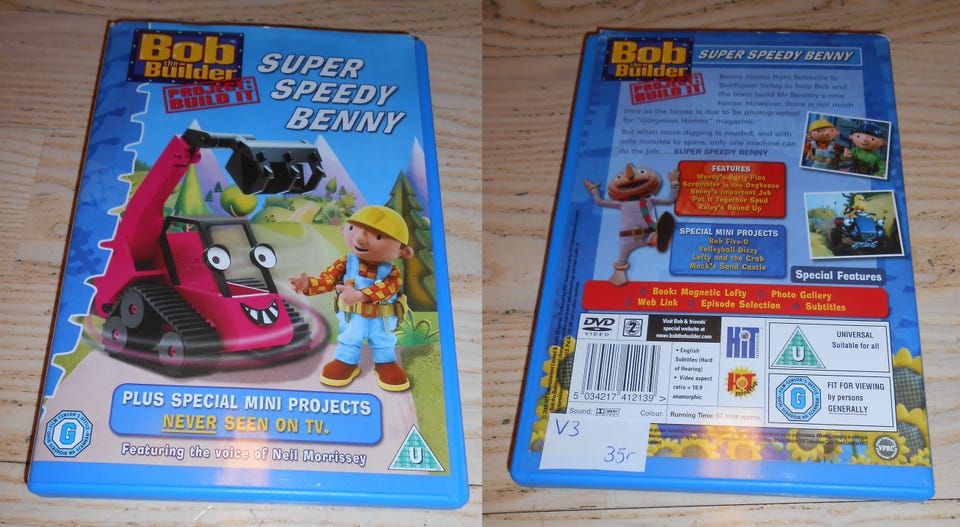 Bob
the
Builder
PROJECT:
BUILD IT
SUPER
SPEEDY
BENNY
PLUS SPECIAL MINI PROJECTS
NEVER SEEN ON TV.
Featuring the voice of Neil Morrissey
G
U
Bob
the
Builder
PROJECT:
BUILD IT
SUPER SPEEDY BENNY
Benny zooms from Bobsville to
Sunflower Valley to help Bob and
the team build Mr Bentley's new
house. However, there is not much
time as the house is due to be photographed
for "Gorgeous Homes" magazine.
But when more digging is needed, and with
only minutes to spare, only one machine can
do the job.... SUPER SPEEDY BENNY
FEATURES
Wendy's Party Plan
Scrambler in the Doghouse
Benny's Important Job
Put it Together Spud
Roley's Round Up
SPECIAL MINI PROJECTS
Bob Five-O
Volleyball Dizzy
Lofty and the Crab
Muck's Sand Castle
Special Features
Book: Magnetic Lofty Photo Gallery
Web Link Episode Selection Subtitles
DVD
VIDEO
2
Visit Bob & friends'
special website at
www.bobthebuilder.com
• English
Subtitles (Hard
of Hearing)
• Video aspect
ratio = 16:9
anamorphic
HiT
HiT
5 034217 412139 >
Sound: Colour. Running Time: 57 mins approx.
U
UNIVERSAL
Suitable for all
G
FIT FOR VIEWING
by persons
GENERALLY
VPRC
V3
35r